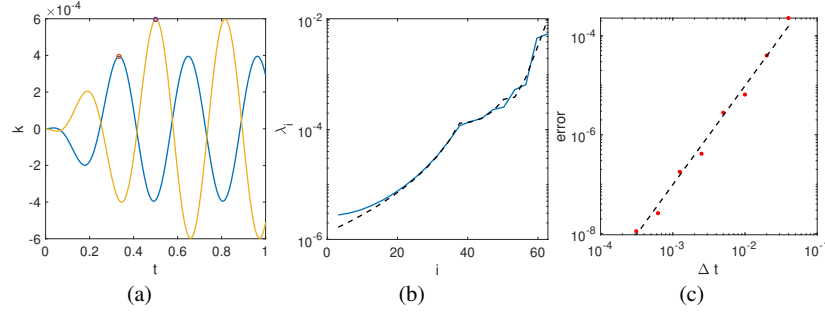 6 ×10⁻⁴
4
2
0
-2
-4
-6
k
0 0.2 0.4 0.6 0.8 1
t
(a)
10⁻²
10⁻⁴
10⁻⁶
λᵢ
0 20 40 60
i
(b)
10⁻⁴
10⁻⁶
10⁻⁸
error
10⁻⁴ 10⁻³ 10⁻² 10⁻¹
Δ t
(c)